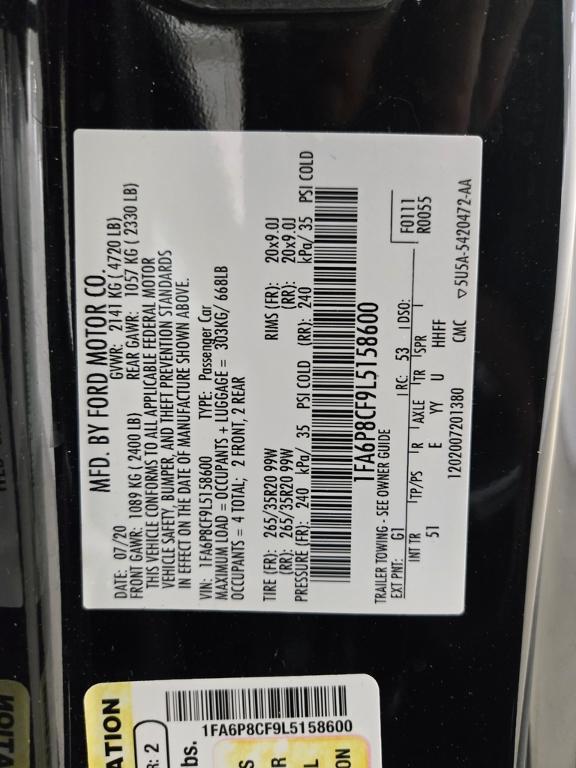 MFD. BY FORD MOTOR CO.
DATE: 07/20 GVWR: 2141 KG ( 4720 LB)
FRONT GAWR: 1089 KG ( 2400 LB) REAR GAWR: 1057 KG ( 2330 LB)
THIS VEHICLE CONFORMS TO ALL APPLICABLE FEDERAL MOTOR
VEHICLE SAFETY, BUMPER, AND THEFT PREVENTION STANDARDS
IN EFFECT ON THE DATE OF MANUFACTURE SHOWN ABOVE.
VIN: 1FA6P8CF9L5158600 TYPE: Passenger Car
MAXIMUM LOAD = OCCUPANTS + LUGGAGE = 303KG/ 668LB
OCCUPANTS = 4 TOTAL; 2 FRONT, 2 REAR
TIRE (FR): 265/35R20 99W RIMS (FR): 20x9.0J
(RR): 265/35R20 99W (RR): 20x9.0J
PRESSURE (FR): 240 kPa/ 35 PSI COLD (RR): 240 kPa/ 35 PSI COLD
1FA6P8CF9L5158600
TRAILER TOWING - SEE OWNER GUIDE
EXT PNT: G1 RC: 53 DSO: F0111
R0055
INT TR TP/PS R AXLE TR SPR
51 E YY U HHFF
1202007201380 CMC ▽5U5A-5420472-AA
ATION
R: 2
bs.
1FA6P8CF9L5158600
S
R
L
ION